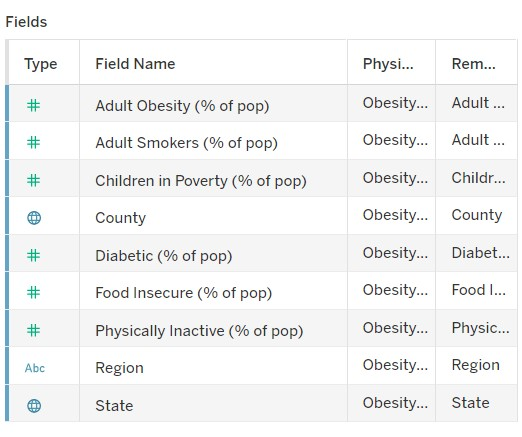 Fields
Type Field Name Physi... Rem...
# Adult Obesity (% of pop) Obesity... Adult ...
# Adult Smokers (% of pop) Obesity... Adult ...
# Children in Poverty (% of pop) Obesity... Childr...
County Obesity... County
# Diabetic (% of pop) Obesity... Diabet...
# Food Insecure (% of pop) Obesity... Food I...
# Physically Inactive (% of pop) Obesity... Physic...
Abc Region Obesity... Region
State Obesity... State